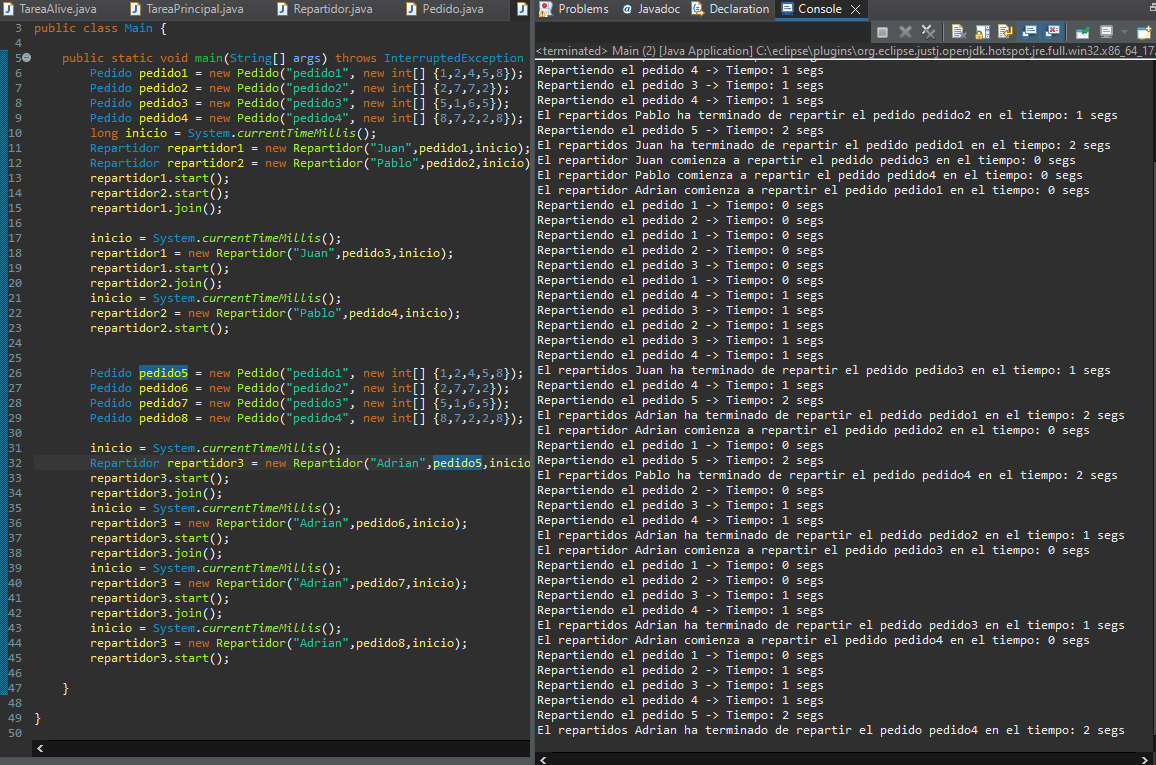 TareaAlive.java
TareaPrincipal.java
Repartidor.java
Pedido.java
3 public class Main {
4
5 public static void main(String[] args) throws InterruptedException
6 Pedido pedido1 = new Pedido("pedido1", new int[] {1,2,4,5,8});
7 Pedido pedido2 = new Pedido("pedido2", new int[] {2,7,7,2});
8 Pedido pedido3 = new Pedido("pedido3", new int[] {5,1,6,5});
9 Pedido pedido4 = new Pedido("pedido4", new int[] {8,7,2,2,8});
10 long inicio = System.currentTimeMillis();
11 Repartidor repartidor1 = new Repartidor("Juan",pedido1,inicio);
12 Repartidor repartidor2 = new Repartidor("Pablo",pedido2,inicio)
13 repartidor1.start();
14 repartidor2.start();
15 repartidor1.join();
16
17 inicio = System.currentTimeMillis();
18 repartidor1 = new Repartidor("Juan",pedido3,inicio);
19 repartidor1.start();
20 repartidor2.join();
21 inicio = System.currentTimeMillis();
22 repartidor2 = new Repartidor("Pablo",pedido4,inicio);
23 repartidor2.start();
24
25
26 Pedido pedido5 = new Pedido("pedido1", new int[] {1,2,4,5,8});
27 Pedido pedido6 = new Pedido("pedido2", new int[] {2,7,7,2});
28 Pedido pedido7 = new Pedido("pedido3", new int[] {5,1,6,5});
29 Pedido pedido8 = new Pedido("pedido4", new int[] {8,7,2,2,8});
30
31 inicio = System.currentTimeMillis();
32 Repartidor repartidor3 = new Repartidor("Adrian",pedido5,inicio
33 repartidor3.start();
34 repartidor3.join();
35 inicio = System.currentTimeMillis();
36 repartidor3 = new Repartidor("Adrian",pedido6,inicio);
37 repartidor3.start();
38 repartidor3.join();
39 inicio = System.currentTimeMillis();
40 repartidor3 = new Repartidor("Adrian",pedido7,inicio);
41 repartidor3.start();
42 repartidor3.join();
43 inicio = System.currentTimeMillis();
44 repartidor3 = new Repartidor("Adrian",pedido8,inicio);
45 repartidor3.start();
46
47 }
48
49 }
50
Problems
Javadoc
Declaration
Console
<terminated> Main (2) [Java Application] C:\eclipse\plugins\org.eclipse.justj.openjdk.hotspot.jre.full.win32.x86_64_17.
Repartiendo el pedido 4 -> Tiempo: 1 segs
Repartiendo el pedido 3 -> Tiempo: 1 segs
Repartiendo el pedido 4 -> Tiempo: 1 segs
El repartidos Pablo ha terminado de repartir el pedido pedido2 en el tiempo: 1 segs
Repartiendo el pedido 5 -> Tiempo: 2 segs
El repartidos Juan ha terminado de repartir el pedido pedido1 en el tiempo: 2 segs
El repartidor Juan comienza a repartir el pedido pedido3 en el tiempo: 0 segs
El repartidor Pablo comienza a repartir el pedido pedido4 en el tiempo: 0 segs
El repartidor Adrian comienza a repartir el pedido pedido1 en el tiempo: 0 segs
Repartiendo el pedido 1 -> Tiempo: 0 segs
Repartiendo el pedido 2 -> Tiempo: 0 segs
Repartiendo el pedido 1 -> Tiempo: 0 segs
Repartiendo el pedido 2 -> Tiempo: 0 segs
Repartiendo el pedido 3 -> Tiempo: 0 segs
Repartiendo el pedido 1 -> Tiempo: 0 segs
Repartiendo el pedido 4 -> Tiempo: 1 segs
Repartiendo el pedido 3 -> Tiempo: 1 segs
Repartiendo el pedido 2 -> Tiempo: 1 segs
Repartiendo el pedido 3 -> Tiempo: 1 segs
Repartiendo el pedido 4 -> Tiempo: 1 segs
El repartidos Juan ha terminado de repartir el pedido pedido3 en el tiempo: 1 segs
Repartiendo el pedido 4 -> Tiempo: 1 segs
Repartiendo el pedido 5 -> Tiempo: 2 segs
El repartidos Adrian ha terminado de repartir el pedido pedido1 en el tiempo: 2 segs
El repartidor Adrian comienza a repartir el pedido pedido2 en el tiempo: 0 segs
Repartiendo el pedido 1 -> Tiempo: 0 segs
Repartiendo el pedido 5 -> Tiempo: 2 segs
El repartidos Pablo ha terminado de repartir el pedido pedido4 en el tiempo: 2 segs
Repartiendo el pedido 2 -> Tiempo: 0 segs
Repartiendo el pedido 3 -> Tiempo: 1 segs
Repartiendo el pedido 4 -> Tiempo: 1 segs
El repartidos Adrian ha terminado de repartir el pedido pedido2 en el tiempo: 1 segs
El repartidor Adrian comienza a repartir el pedido pedido3 en el tiempo: 0 segs
Repartiendo el pedido 1 -> Tiempo: 0 segs
Repartiendo el pedido 2 -> Tiempo: 0 segs
Repartiendo el pedido 3 -> Tiempo: 1 segs
Repartiendo el pedido 4 -> Tiempo: 1 segs
El repartidos Adrian ha terminado de repartir el pedido pedido3 en el tiempo: 1 segs
El repartidor Adrian comienza a repartir el pedido pedido4 en el tiempo: 0 segs
Repartiendo el pedido 1 -> Tiempo: 0 segs
Repartiendo el pedido 2 -> Tiempo: 1 segs
Repartiendo el pedido 3 -> Tiempo: 1 segs
Repartiendo el pedido 4 -> Tiempo: 1 segs
Repartiendo el pedido 5 -> Tiempo: 2 segs
El repartidos Adrian ha terminado de repartir el pedido pedido4 en el tiempo: 2 segs